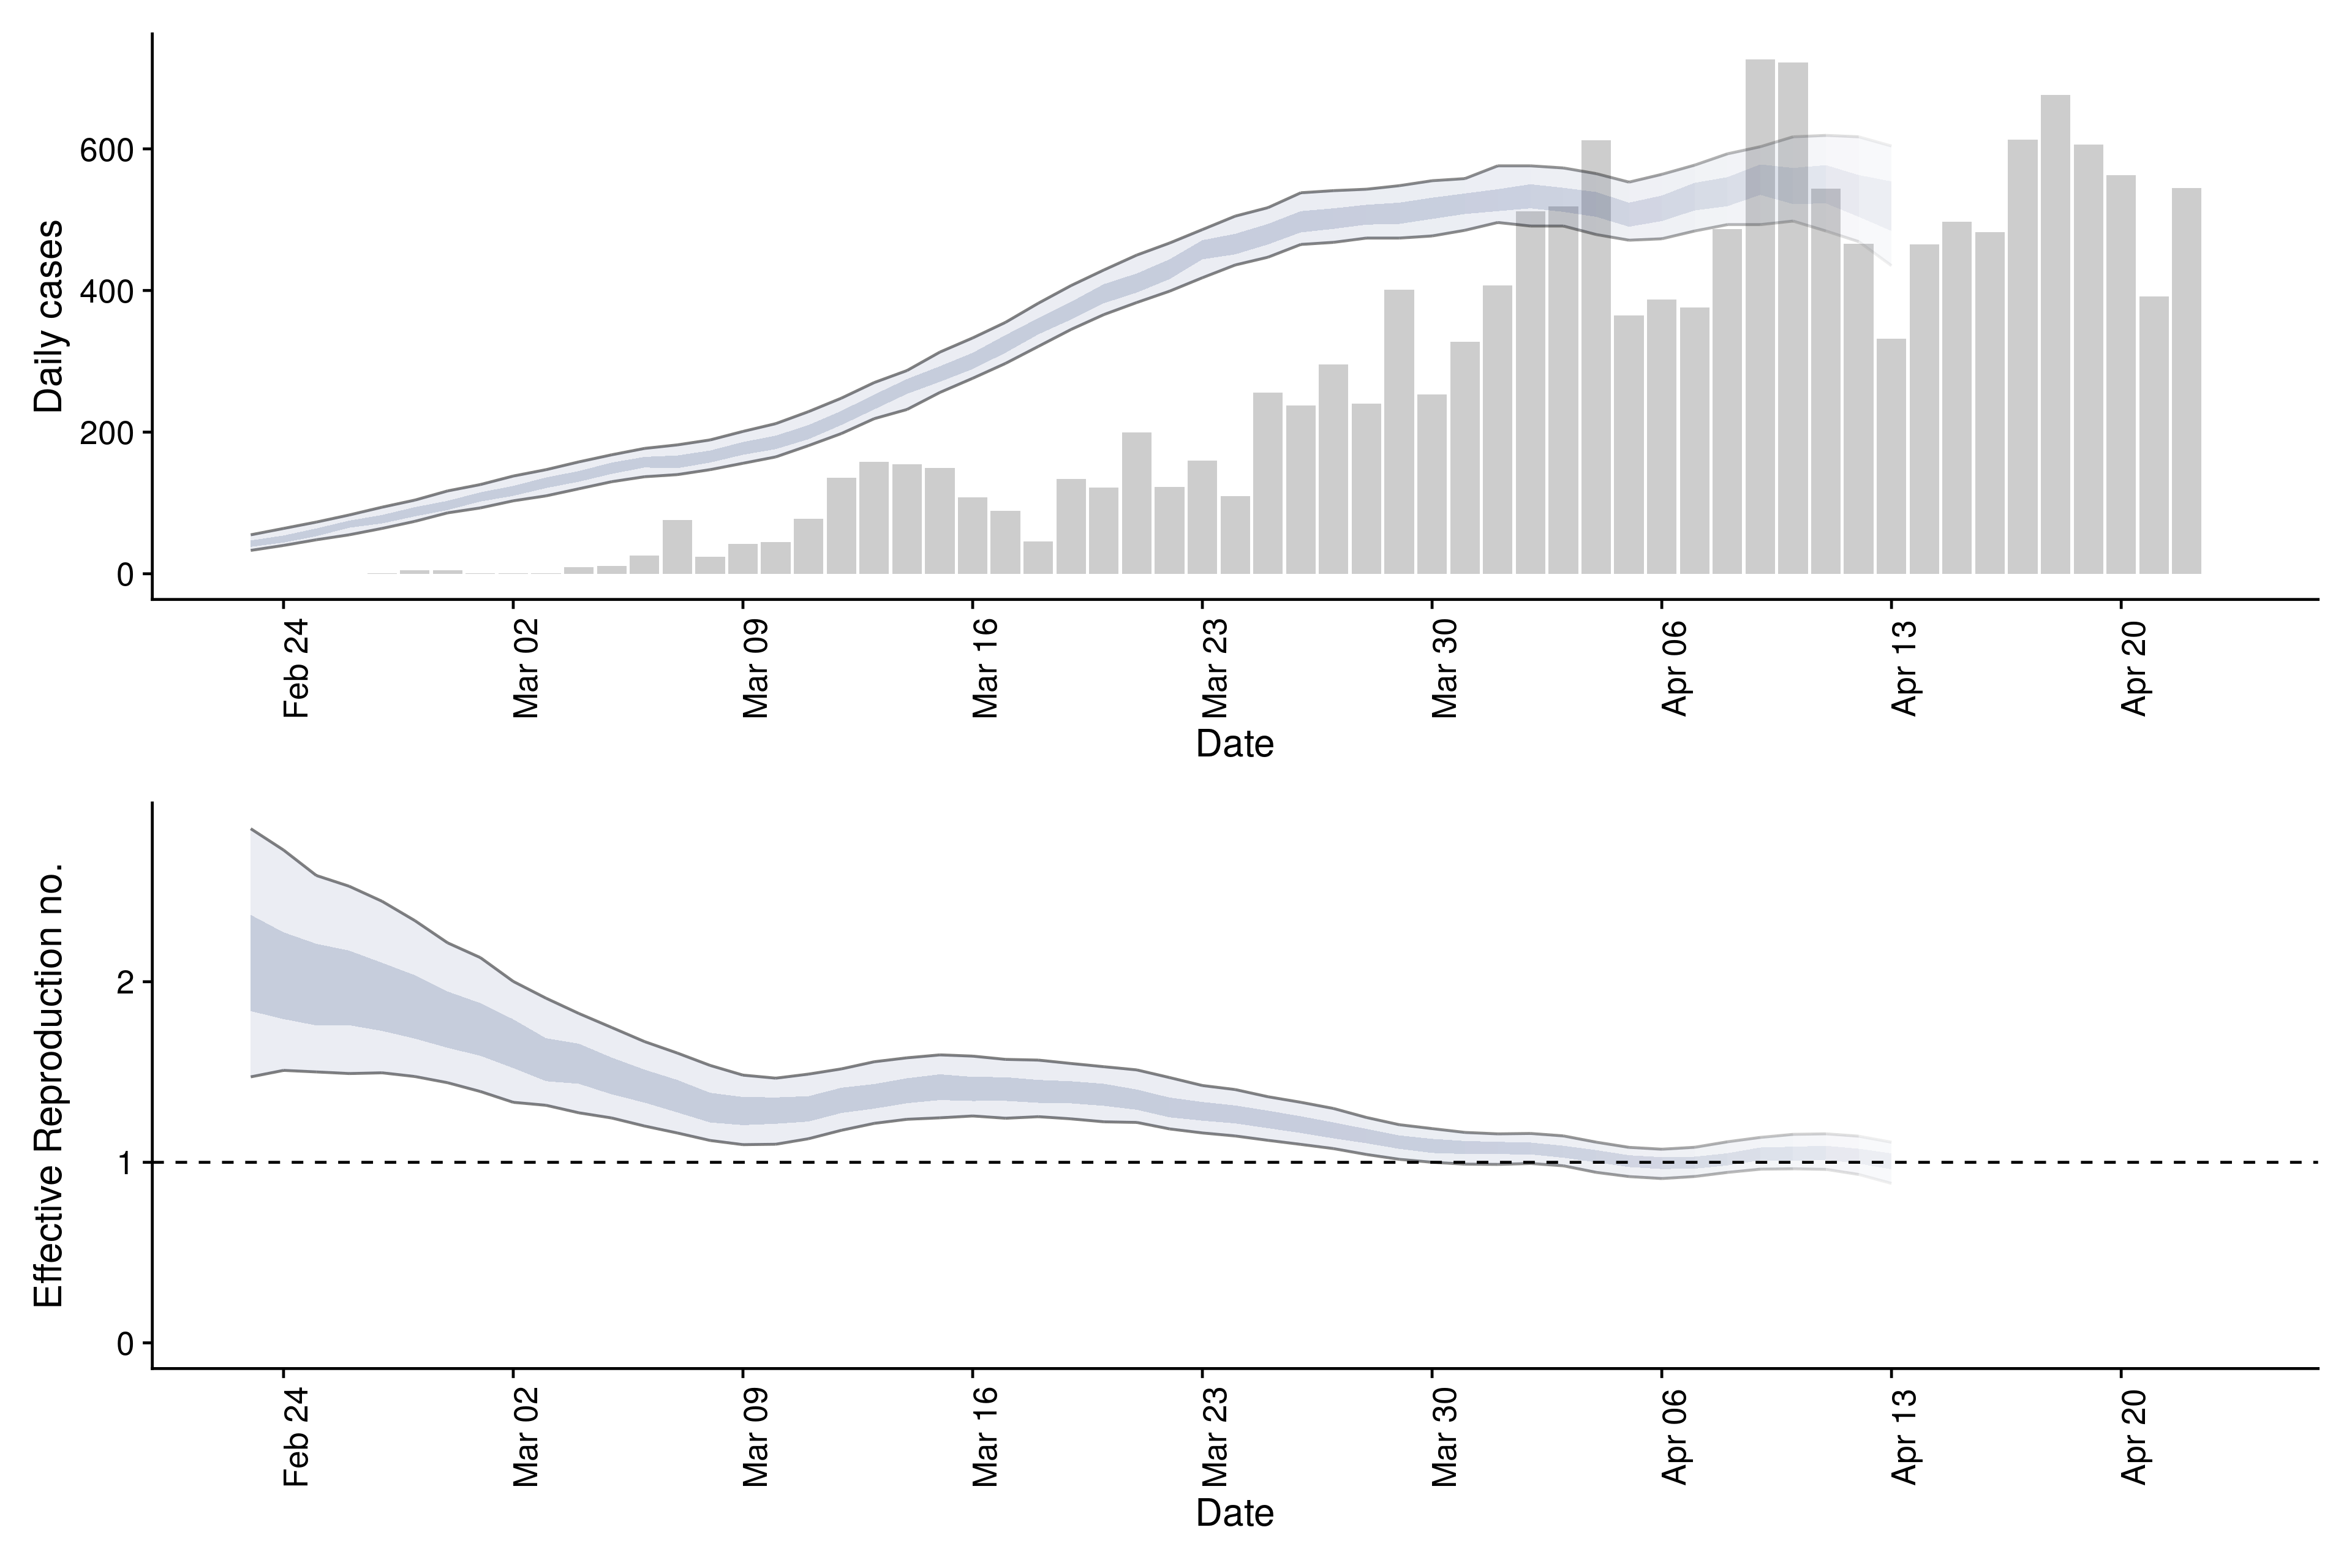 Daily cases
600
400
200
0
Feb 24
Mar 02
Mar 09
Mar 16
Mar 23
Mar 30
Apr 06
Apr 13
Apr 20
Date
Effective Reproduction no.
2
1
0
Feb 24
Mar 02
Mar 09
Mar 16
Mar 23
Mar 30
Apr 06
Apr 13
Apr 20
Date